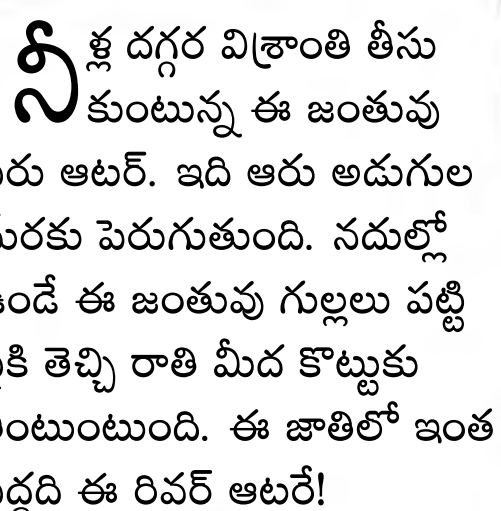 నీళ్ల దగ్గర విశ్రాంతి తీసు
కుంటున్న ఈ జంతువు
ఆటర్. ఇది ఆరు అడుగుల
పెరుగుతుంది. నదుల్లో
ఈ జంతువు గుల్లలు పట్టి
తెచ్చి రాతి మీద కొట్టుకు
ఈ జాతిలో ఇంత
ఈ రివర్ ఆటరే!